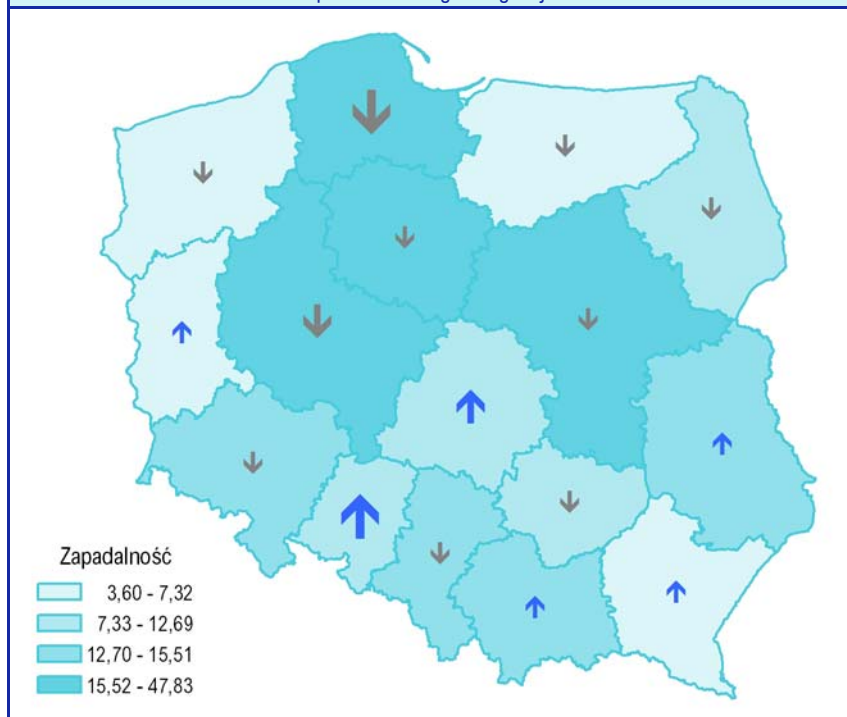 Zapadalność
3,60 - 7,32
7,33 - 12,69
12,70 - 15,51
15,52 - 47,83